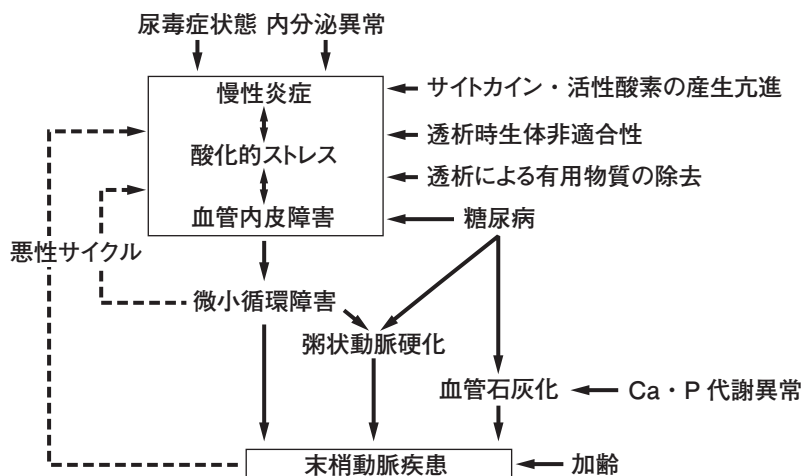 尿毒症状態 内分泌異常
慢性炎症
サイトカイン・活性酸素の産生亢進
透析時生体非適合性
酸化的ストレス
透析による有用物質の除去
血管内皮障害
糖尿病
悪性サイクル
微小循環障害
粥状動脈硬化
血管石灰化
Ca・P 代謝異常
末梢動脈疾患
加齢